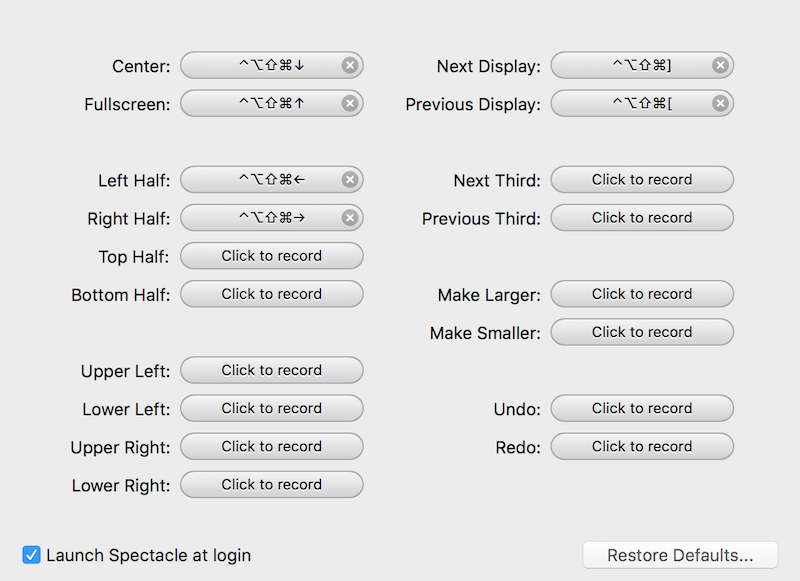 Center: ^⌥⇧⌘↓
Fullscreen: ^⌥⇧⌘↑
Left Half: ^⌥⇧⌘←
Right Half: ^⌥⇧⌘→
Top Half: Click to record
Bottom Half: Click to record
Upper Left: Click to record
Lower Left: Click to record
Upper Right: Click to record
Lower Right: Click to record
Next Display: ^⌥⇧⌘]
Previous Display: ^⌥⇧⌘[
Next Third: Click to record
Previous Third: Click to record
Make Larger: Click to record
Make Smaller: Click to record
Undo: Click to record
Redo: Click to record
Launch Spectacle at login
Restore Defaults...